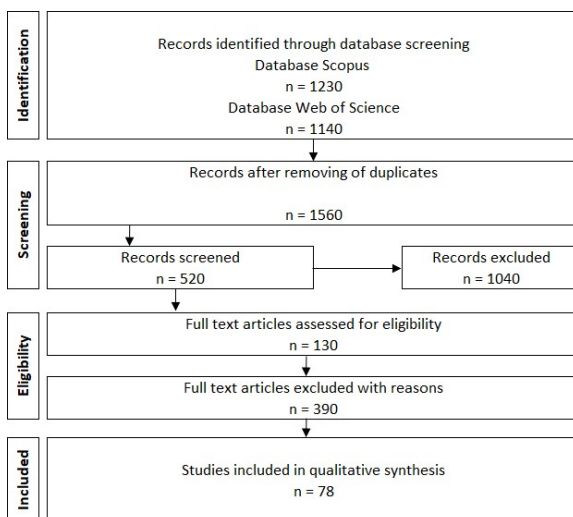 Identification
Records identified through database screening
Database Scopus
n = 1230
Database Web of Science
n = 1140
Screening
Records after removing of duplicates
1560
Records screened
n = 520
Records excluded
n = 1040
Eligibility
Full text articles assessed for eligibility
n = 130
Full text articles excluded with reasons
n = 390
Included
Studies included in qualitative synthesis
n = 78